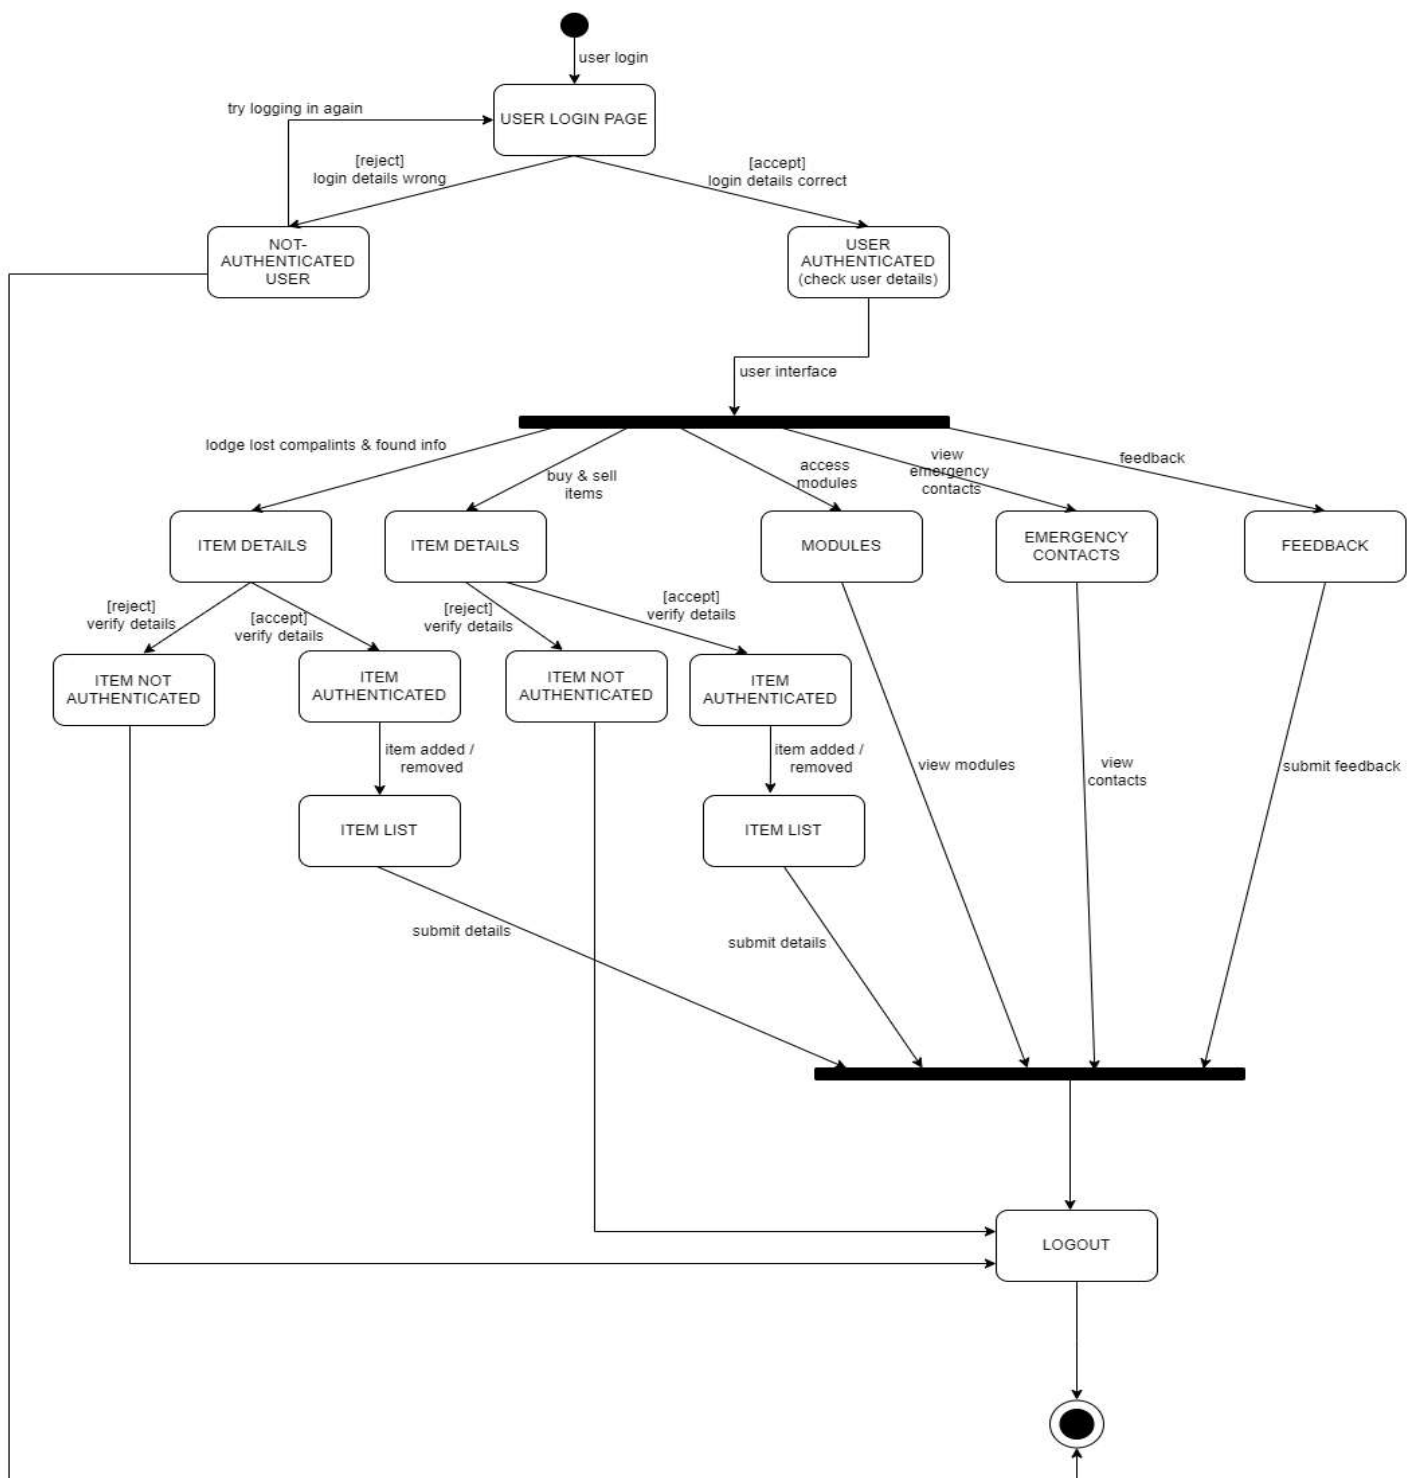 user login
try logging in again
USER LOGIN PAGE
[reject]
login details wrong
[accept]
login details correct
NOT-
AUTHENTICATED
USER
USER
AUTHENTICATED
(check user details)
user interface
lodge lost compalints & found info
buy & sell
items
access
modules
view
emergency
contacts
feedback
ITEM DETAILS
ITEM DETAILS
MODULES
EMERGENCY
CONTACTS
FEEDBACK
[reject]
verify details
[accept]
verify details
[reject]
verify details
[accept]
verify details
ITEM NOT
AUTHENTICATED
ITEM
AUTHENTICATED
ITEM NOT
AUTHENTICATED
ITEM
AUTHENTICATED
item added /
removed
item added /
removed
view modules
view
contacts
submit feedback
ITEM LIST
ITEM LIST
submit details
submit details
LOGOUT